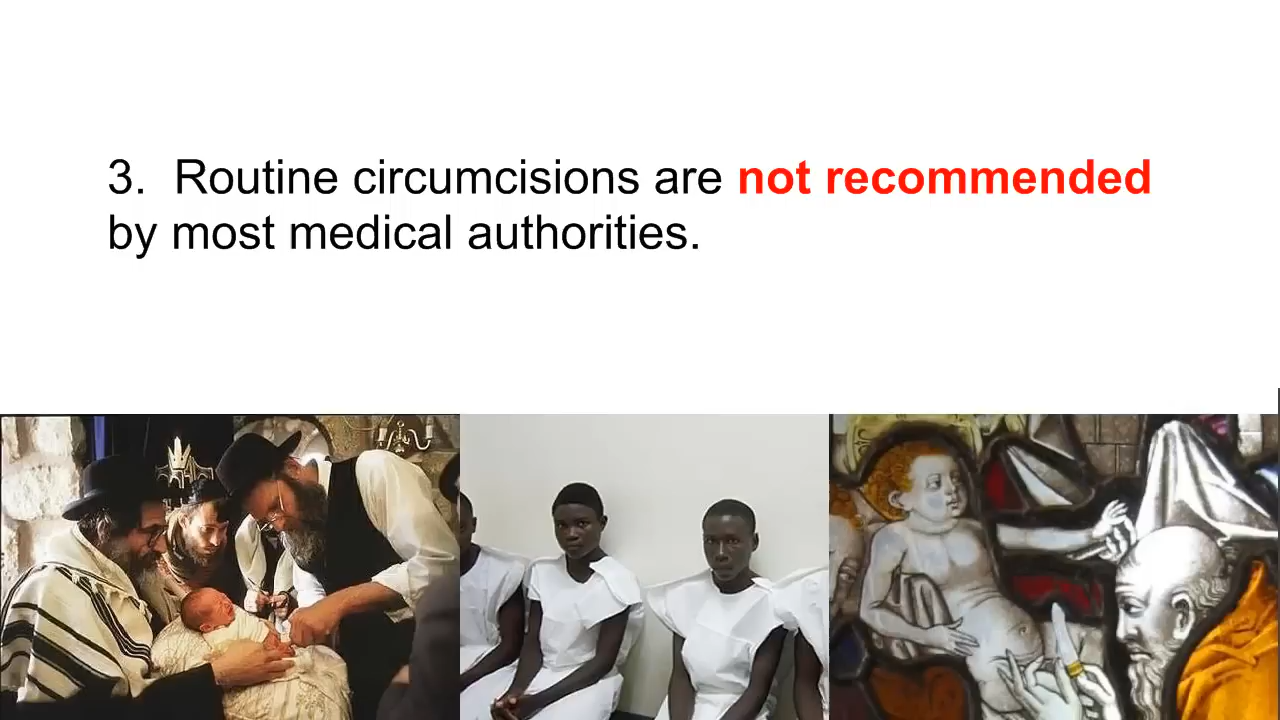 3. Routine circumcisions are not recommended
by most medical authorities.